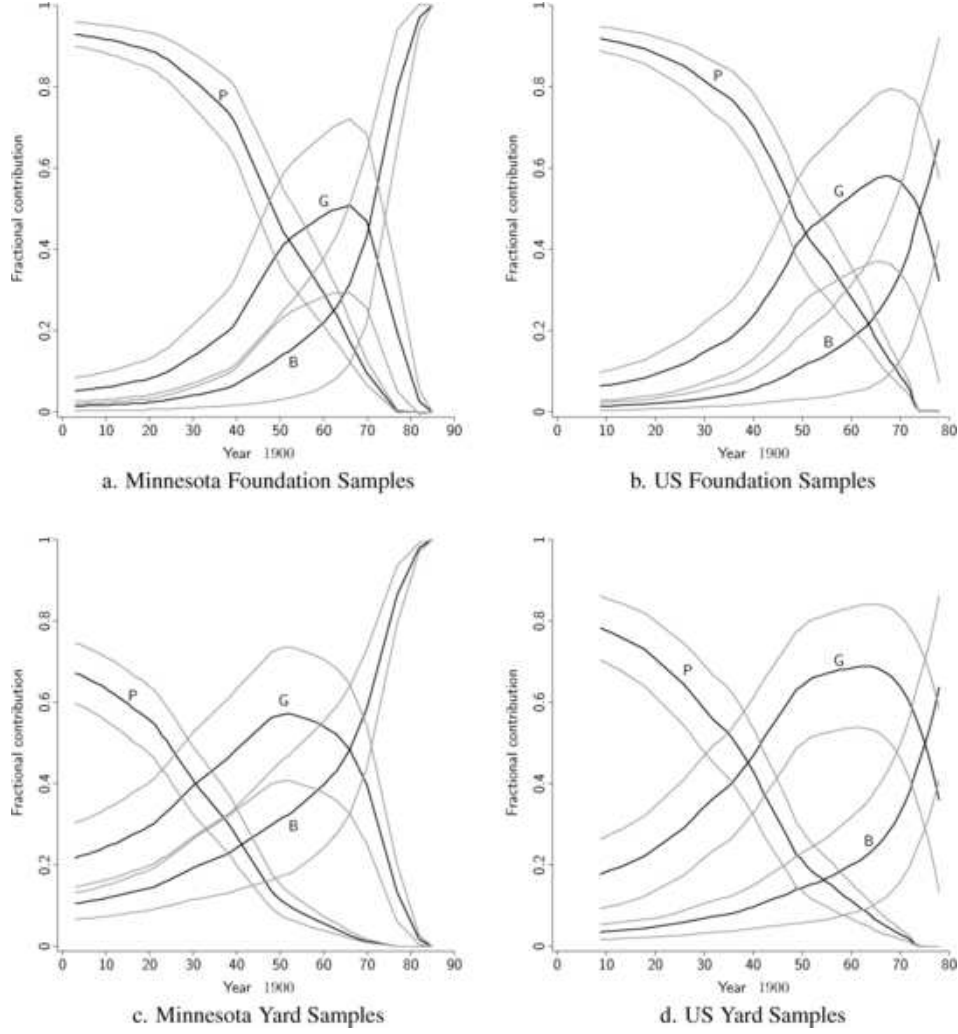 Fractional contribution
1
0.8
0.6
0.4
0.2
0
P
G
B
0 10 20 30 40 50 60 70 80 90
Year 1900
a. Minnesota Foundation Samples
Fractional contribution
1
0.8
0.6
0.4
0.2
0
P
G
B
0 10 20 30 40 50 60 70 80
Year 1900
b. US Foundation Samples
Fractional contribution
1
0.8
0.6
0.4
0.2
0
P
G
B
0 10 20 30 40 50 60 70 80 90
Year 1900
c. Minnesota Yard Samples
Fractional contribution
1
0.8
0.6
0.4
0.2
0
P
G
B
0 10 20 30 40 50 60 70 80
Year 1900
d. US Yard Samples